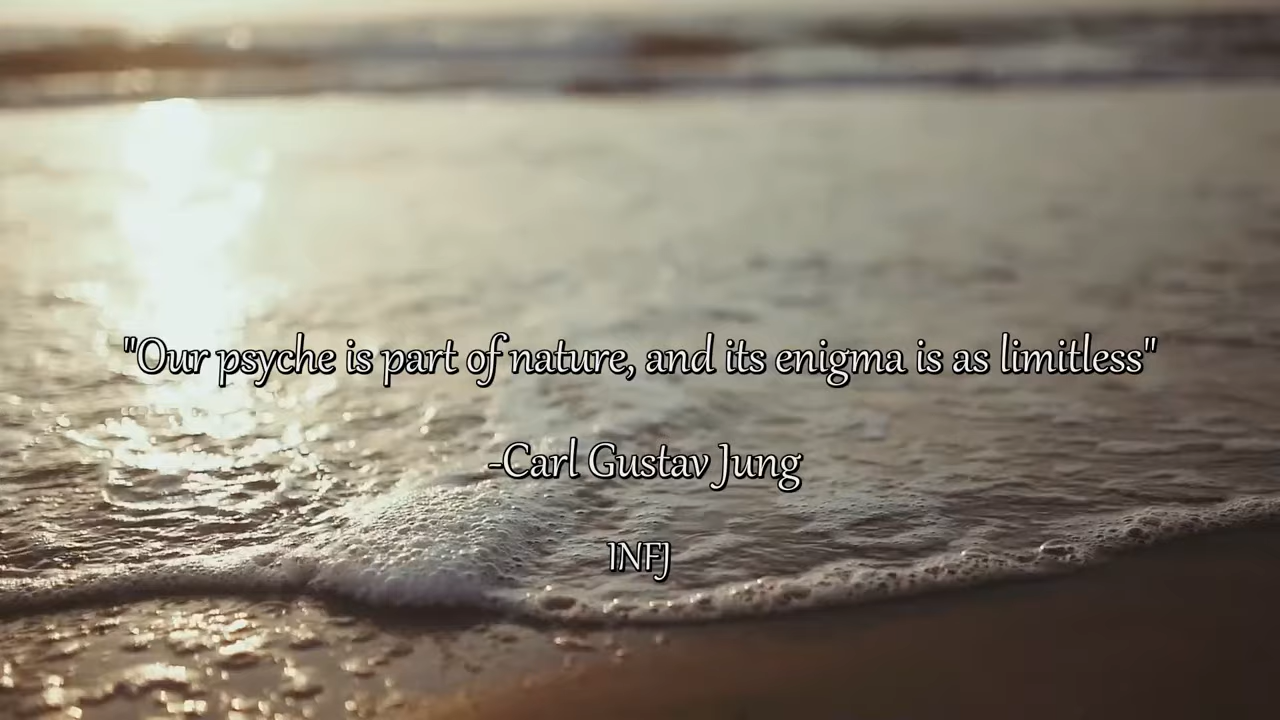 "Our psyche is part of nature, and its enigma is as limitless"
-Carl Gustav Jung
INFJ